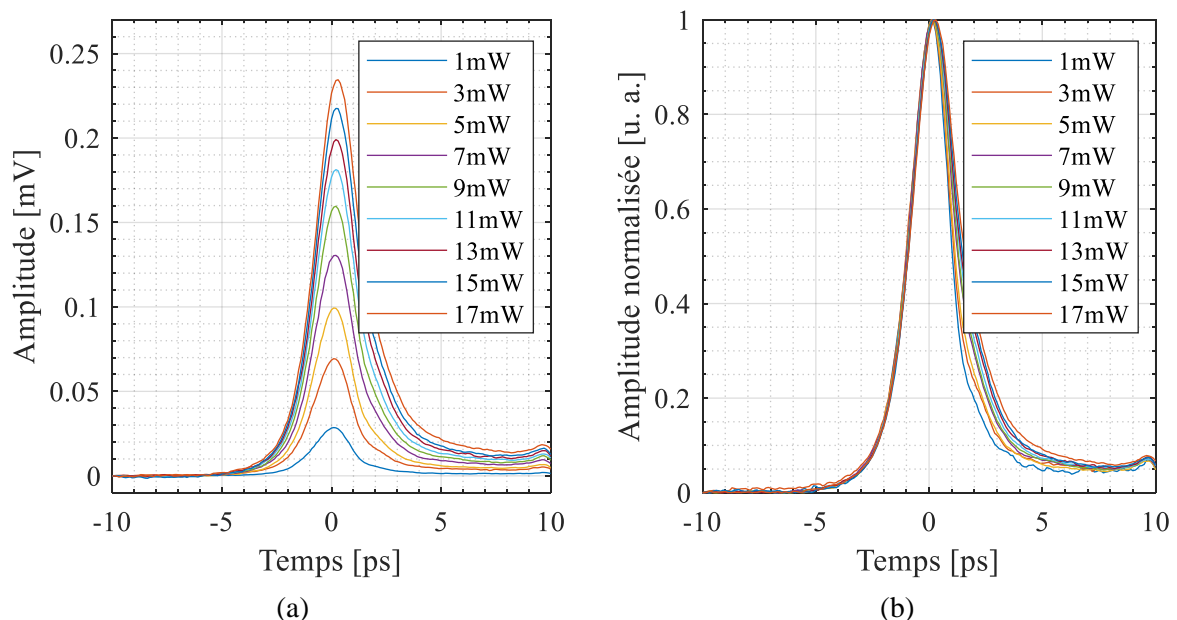 Amplitude [mV]
0.25
0.2
0.15
0.1
0.05
0
-10
-5
0
5
10
Temps [ps]
1mW
3mW
5mW
7mW
9mW
11mW
13mW
15mW
17mW
(a)
Amplitude normalisée [u. a.]
1
0.8
0.6
0.4
0.2
0
-10
-5
0
5
10
Temps [ps]
1mW
3mW
5mW
7mW
9mW
11mW
13mW
15mW
17mW
(b)